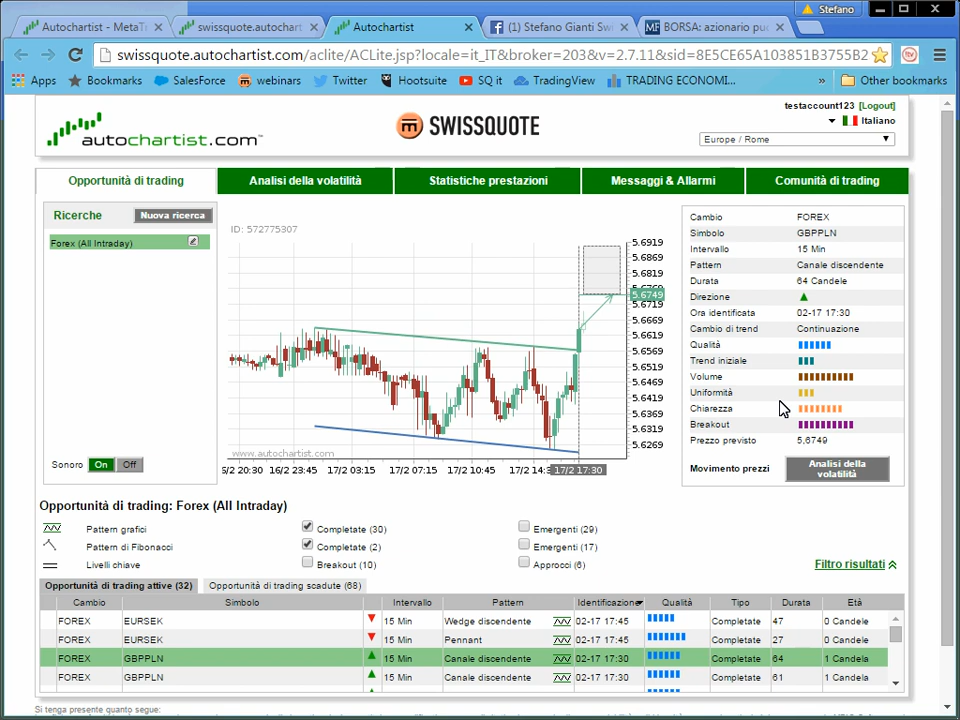 Stefano
Autochartist - MetaTr
swissquote.autochart
Autochartist
(1) Stefano Gianti Swi
BORSA: azionario pu
swissquote.autochartist.com/aclite/ACLite.jsp?locale=it_IT&broker=203&v=2.7.11&sid=8E5CE65A103851B3755B2
Apps Bookmarks SalesForce webinars Twitter Hootsuite SQ it TradingView TRADING ECONOMI... » Other bookmarks
testaccount123 [Logout]
Italiano
Europe / Rome
autochartist.com™
SWISSQUOTE
Opportunità di trading Analisi della volatilità Statistiche prestazioni Messaggi & Allarmi Comunità di trading
Ricerche Nuova ricerca
Forex (All Intraday)
Sonoro On Off
ID: 572775307
5.6919
5.6869
5.6819
5.6749
5.6719
5.6669
5.6619
5.6569
5.6519
5.6469
5.6419
5.6369
5.6319
5.6269
www.autochartist.com
16/2 23:45 17/2 03:15 17/2 07:15 17/2 10:45 17/2 17:30
Cambio FOREX
Simbolo GBPPLN
Intervallo 15 Min
Pattern Canale discendente
Durata 64 Candele
Direzione
Ora identificata 02-17 17:30
Cambio di trend Continuazione
Qualità
Trend iniziale
Volume
Uniformità
Chiarezza
Breakout
Prezzo previsto 5,6749
Movimento prezzi Analisi della volatilità
Opportunità di trading: Forex (All Intraday)
Pattern grafici Completate (30) Emergenti (29)
Pattern di Fibonacci Completate (2) Emergenti (17)
Livelli chiave Breakout (10) Approcci (6)
Filtro risultati
Opportunità di trading attive (32) Opportunità di trading scadute (68)
Cambio Simbolo Intervallo Pattern Identificazione Qualità Tipo Durata Età
FOREX EURSEK 15 Min Wedge discendente 02-17 17:45 Completate 47 0 Candele
FOREX EURSEK 15 Min Pennant 02-17 17:45 Completate 27 0 Candele
FOREX GBPPLN 15 Min Canale discendente 02-17 17:30 Completate 64 1 Candela
FOREX GBPPLN 15 Min Canale discendente 02-17 17:30 Completate 61 1 Candela
Si tenga presente quanto segue: